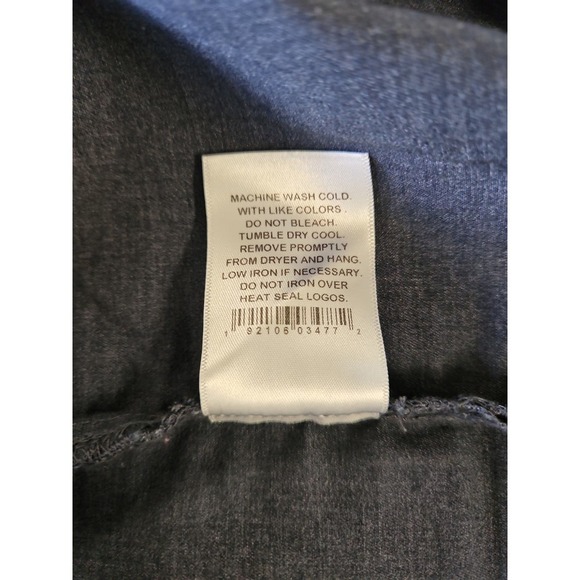 MACHINE WASH COLD.
WITH LIKE COLORS .
DO NOT BLEACH.
TUMBLE DRY COOL.
REMOVE PROMPTLY
FROM DRYER AND HANG.
LOW IRON IF NECESSARY.
DO NOT IRON OVER
HEAT SEAL LOGOS.
1 92106 03477 2